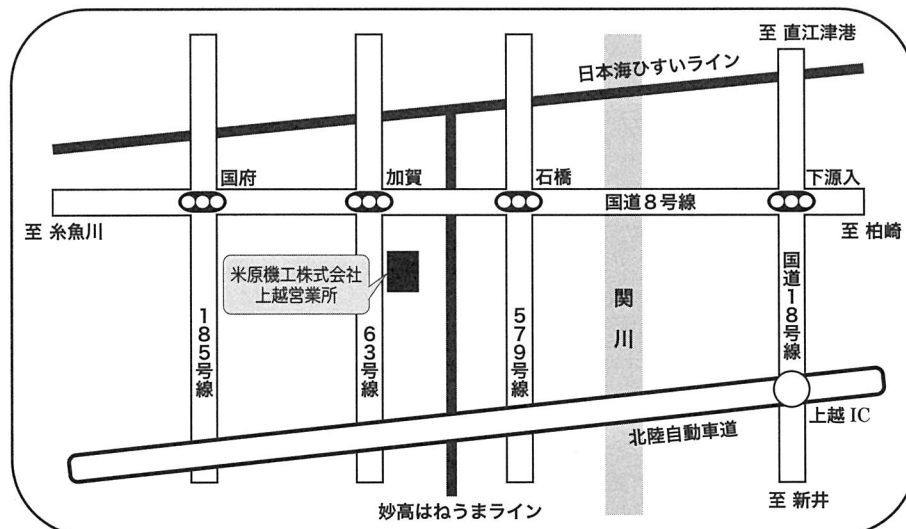 至 直江津港
日本海ひすいライン
国府
加賀
石橋
下源入
国道8号線
至 糸魚川
至 柏崎
米原機工株式会社
上越営業所
185号線
63号線
579号線
関川
国道18号線
上越 IC
北陸自動車道
妙高はねうまライン
至 新井